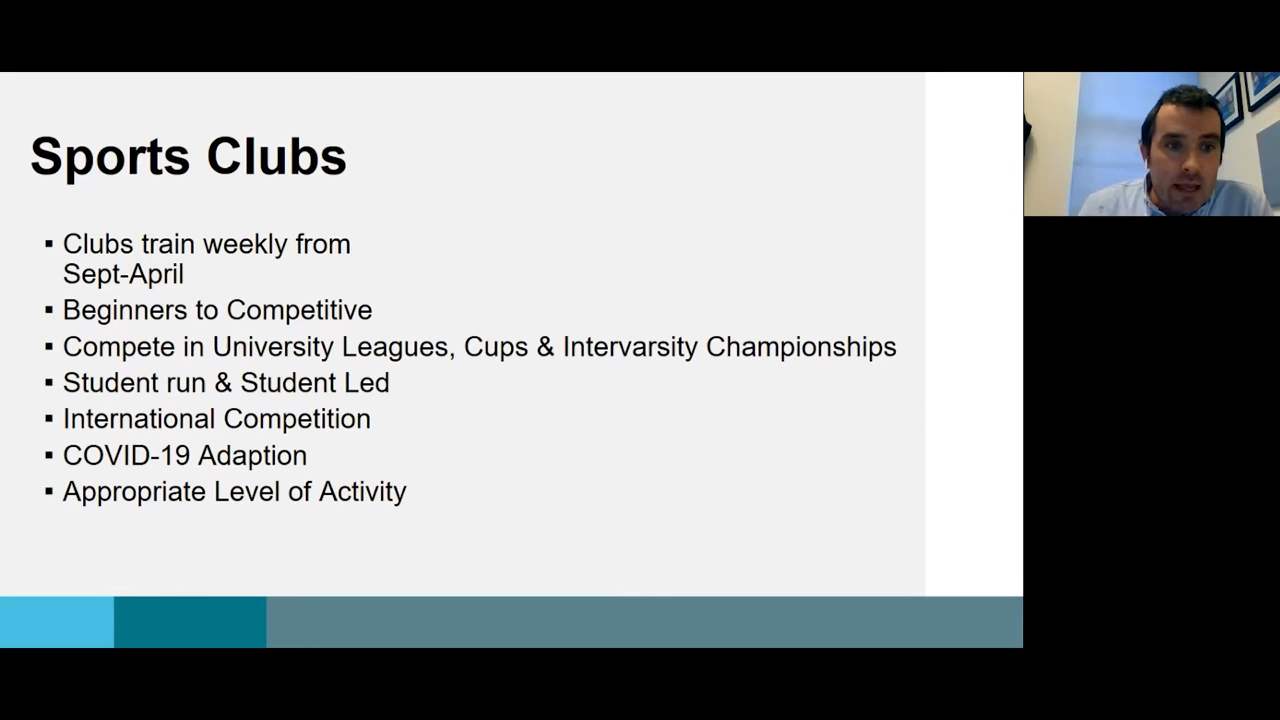 Sports Clubs
▪ Clubs train weekly from
Sept-April
▪ Beginners to Competitive
▪ Compete in University Leagues, Cups & Intervarsity Championships
▪ Student run & Student Led
▪ International Competition
▪ COVID-19 Adaption
▪ Appropriate Level of Activity